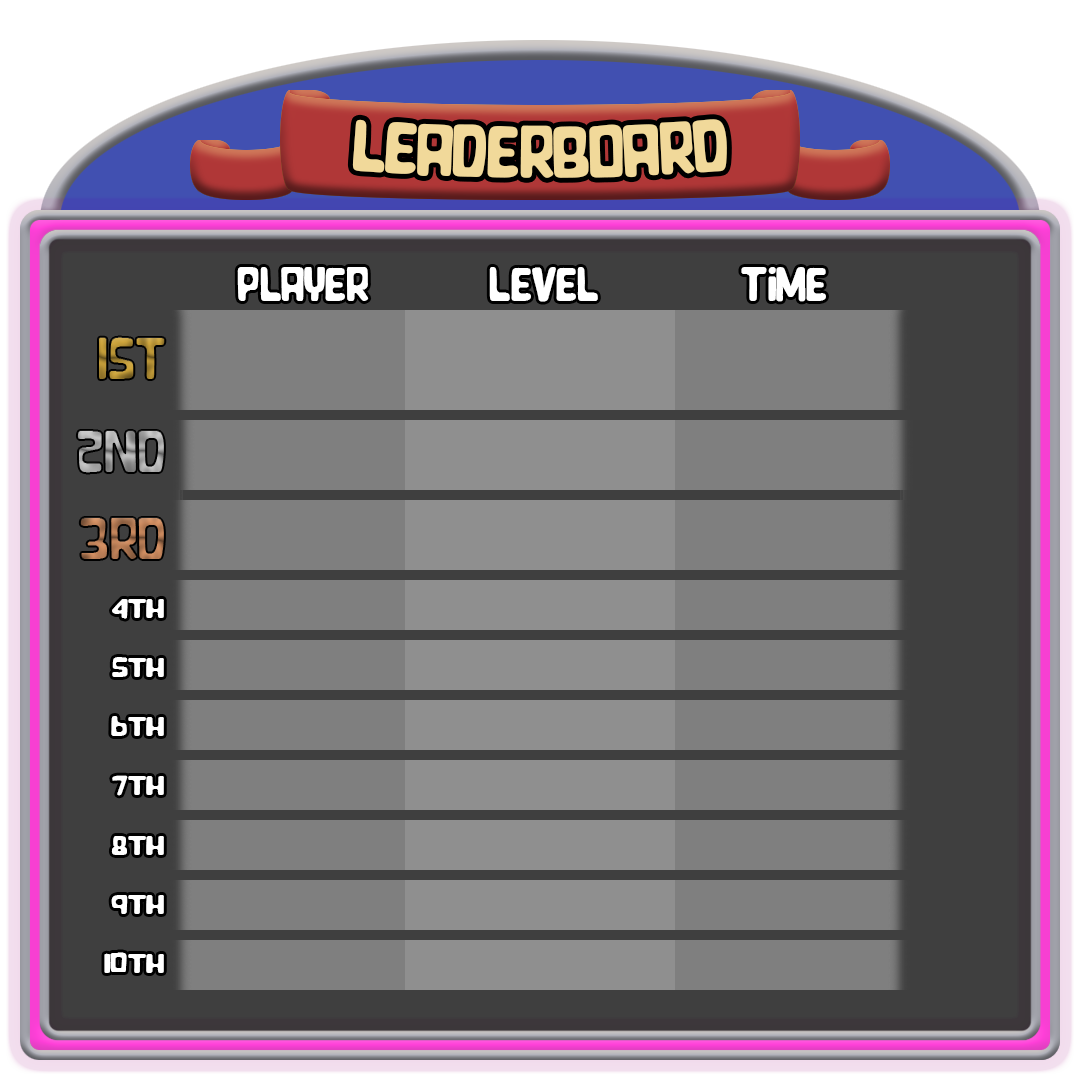 LEADERBOARD
PLAYER LEVEL TiME
1ST
2ND
3RD
4TH
5TH
6TH
7TH
8TH
9TH
10TH